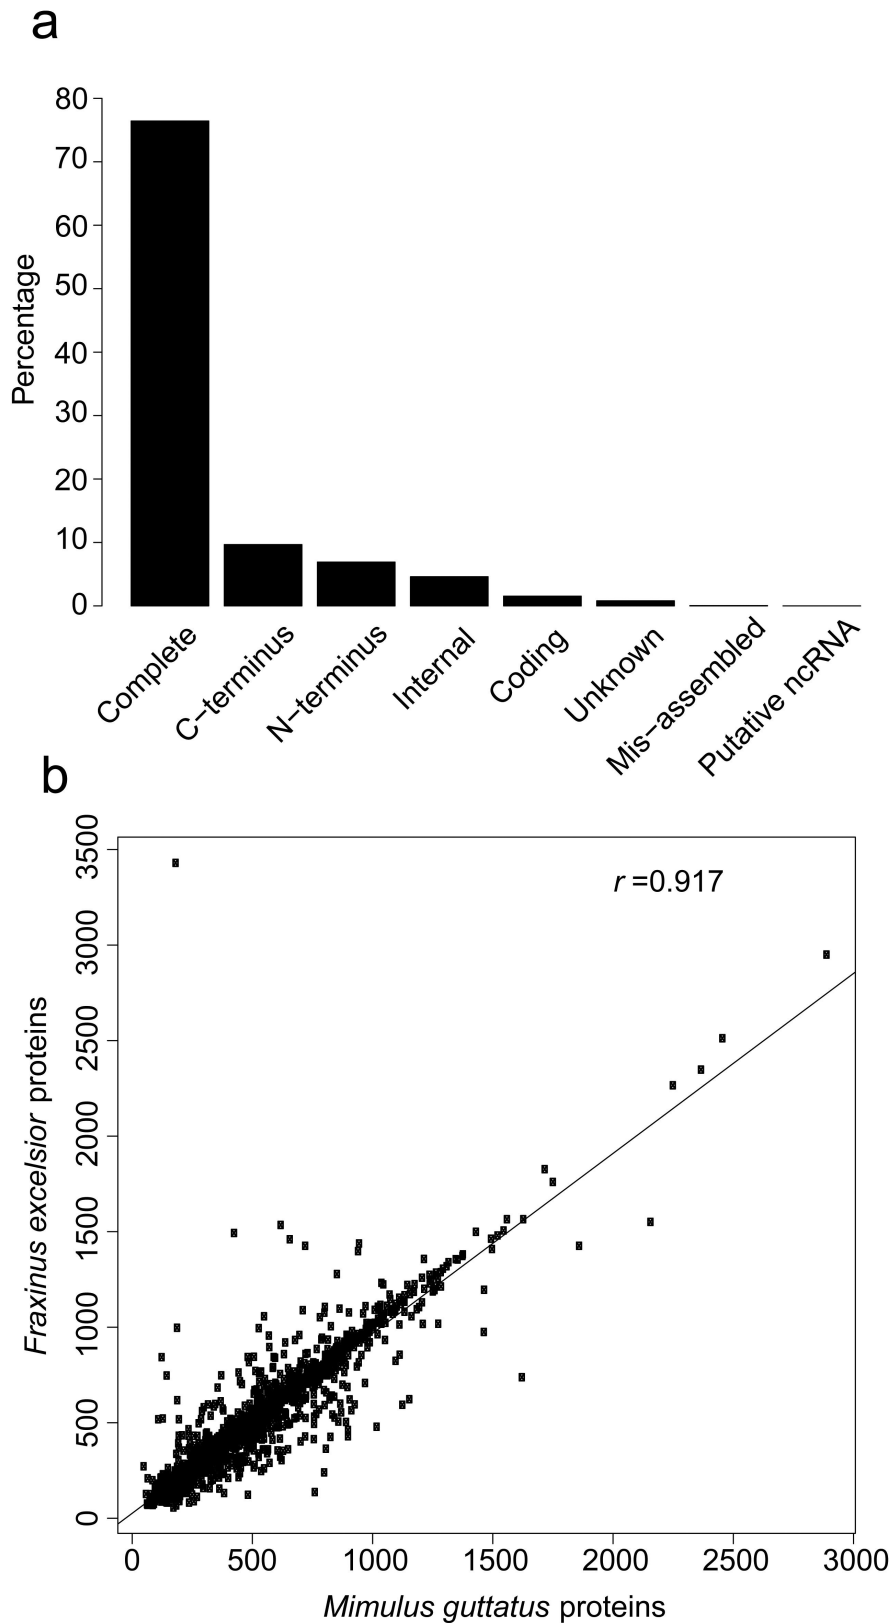 a
80
70
60
50
40
30
20
10
0
Percentage
Complete
C−terminus
N−terminus
Internal
Coding
Unknown
Mis−assembled
Putative ncRNA
b
3500
3000
2500
2000
1500
1000
500
0
Fraxinus excelsior proteins
r =0.917
0 500 1000 1500 2000 2500 3000
Mimulus guttatus proteins